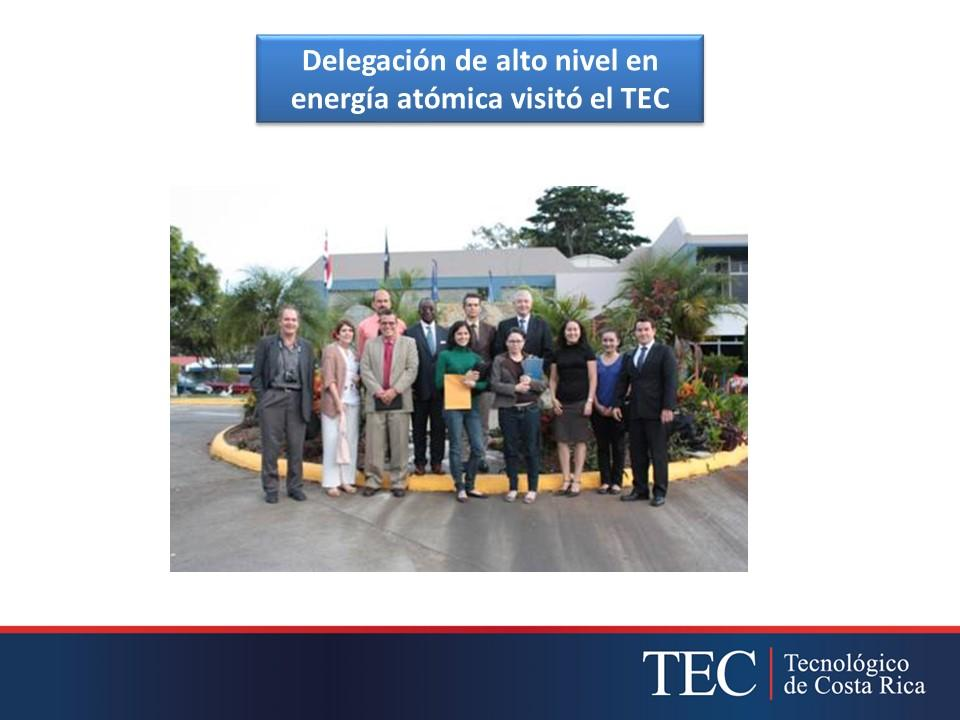 Delegación de alto nivel en
energía atómica visitó el TEC
TEC
Tecnológico
de Costa Rica